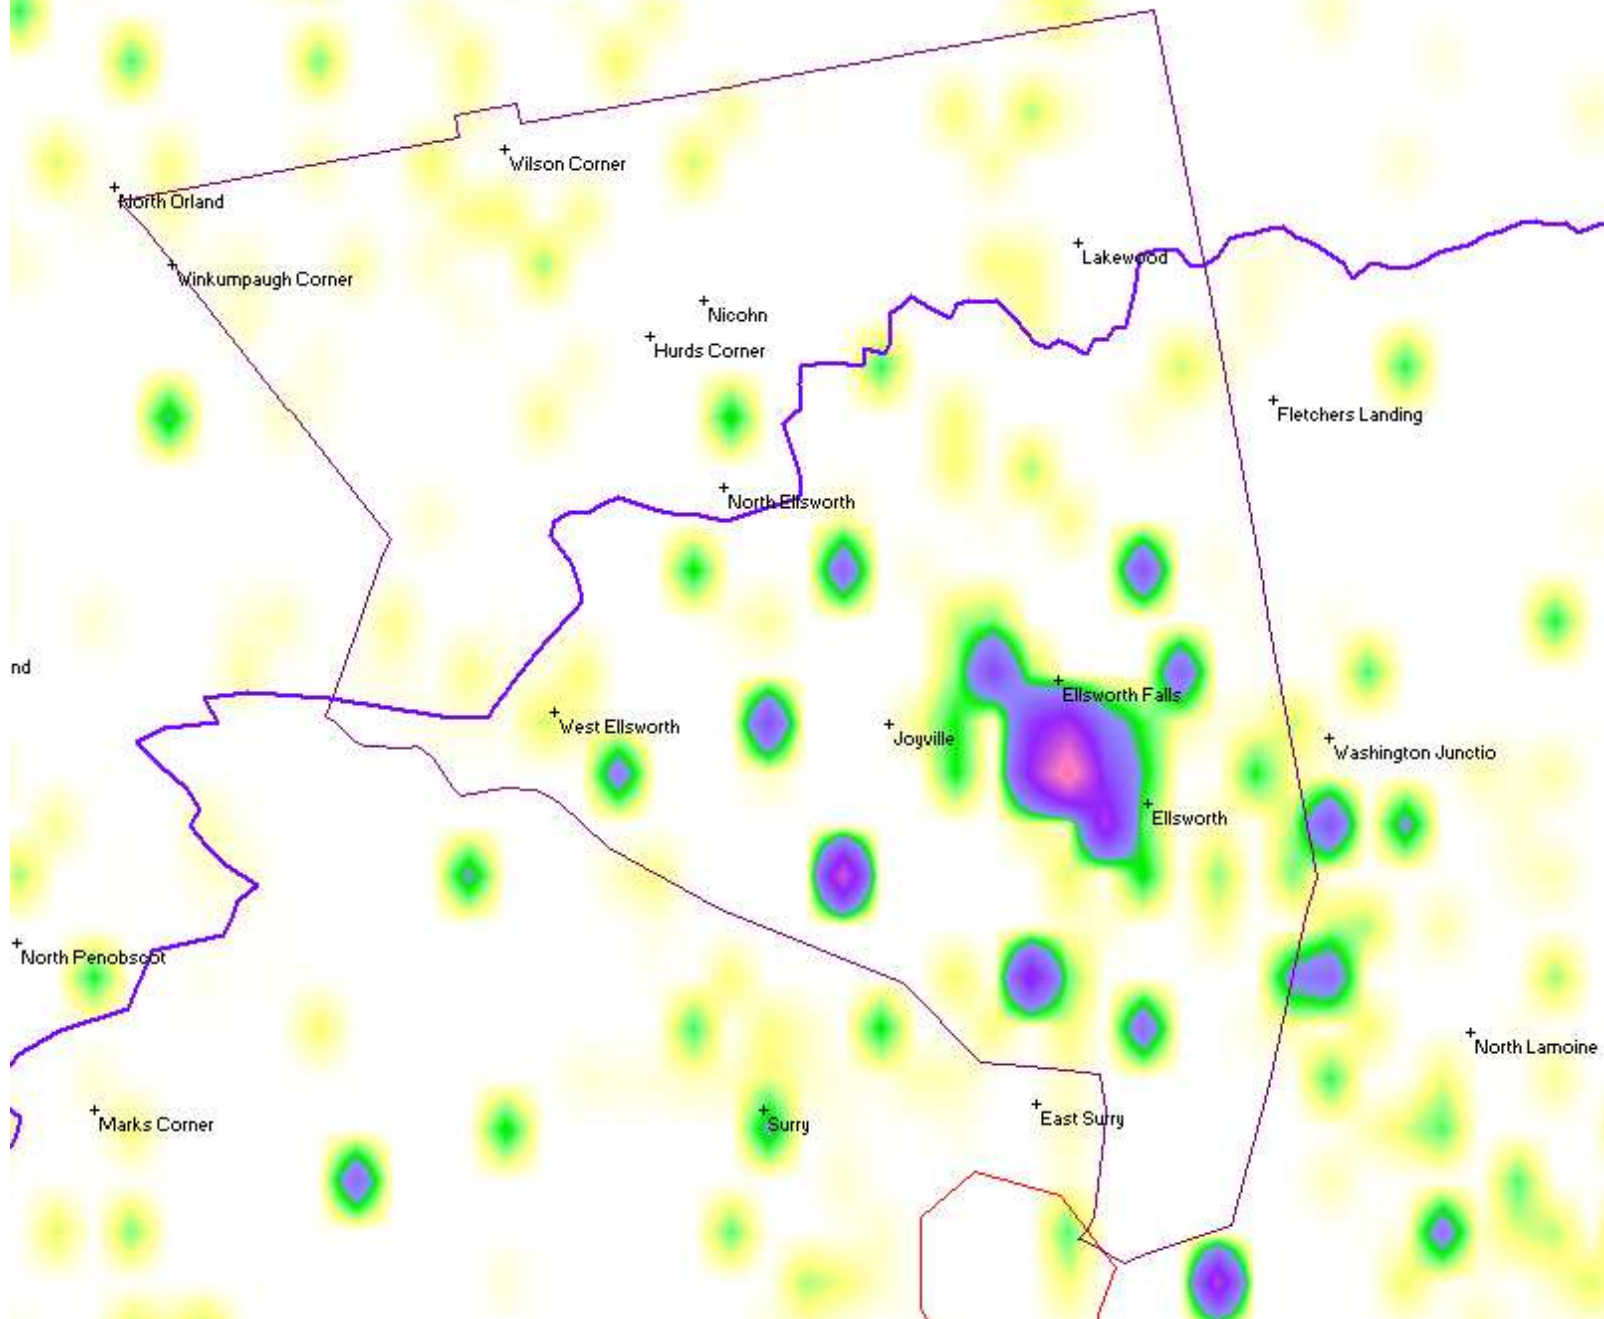 Wilson Corner
North Orland
Lakewood
Winkumpaugh Corner
Nicohn
Hurds Corner
Fletchers Landing
North Ellsworth
nd
Ellsworth Falls
West Ellsworth
Joyville
Washington Junctio
Ellsworth
North Penobscot
North Lamoine
Marks Corner
Surry
East Surry